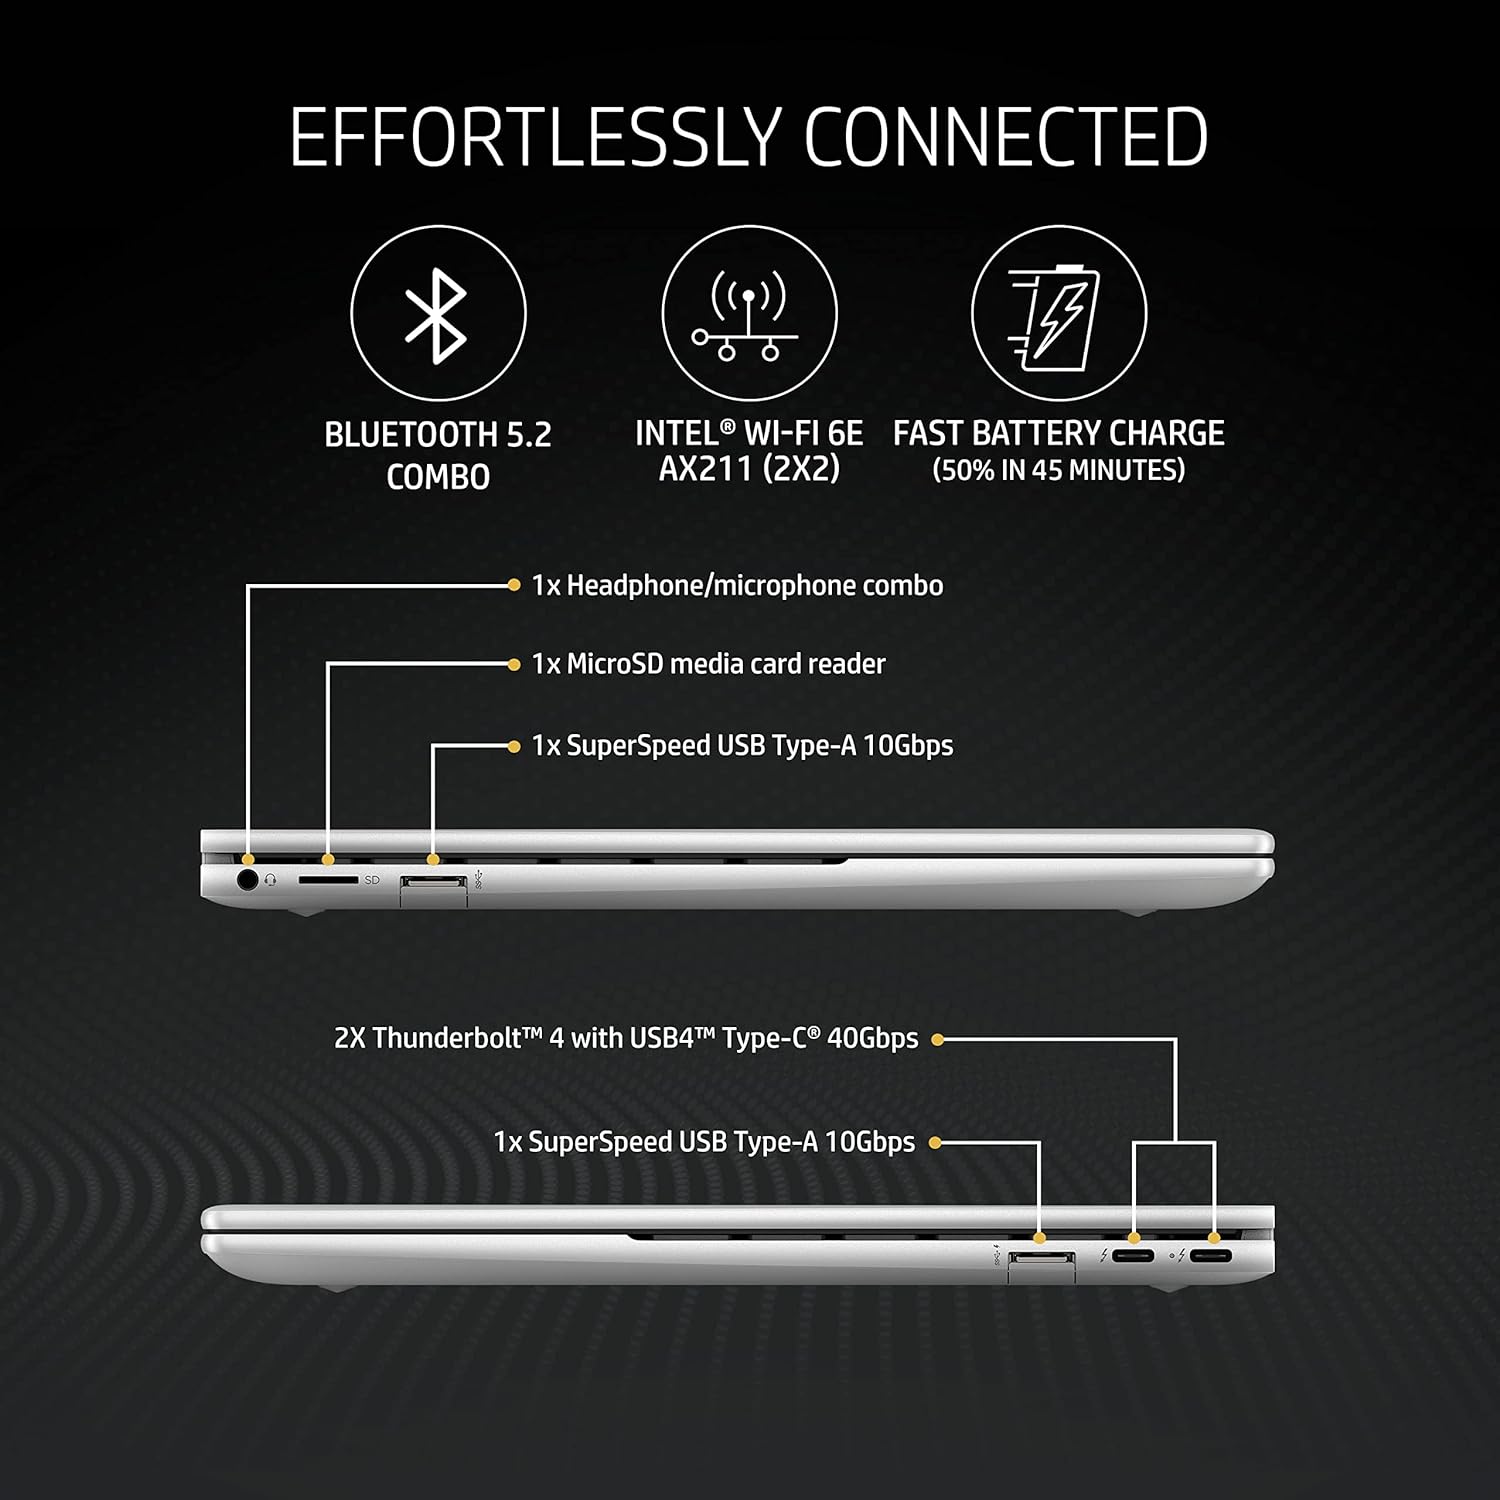 EFFORTLESSLY CONNECTED
BLUETOOTH 5.2
COMBO
INTEL® WI-FI 6E
AX211 (2X2)
FAST BATTERY CHARGE
(50% IN 45 MINUTES)
1x Headphone/microphone combo
1x MicroSD media card reader
1x SuperSpeed USB Type-A 10Gbps
SD
SS
2X Thunderbolt™ 4 with USB4™ Type-C® 40Gbps
1x SuperSpeed USB Type-A 10Gbps
SS